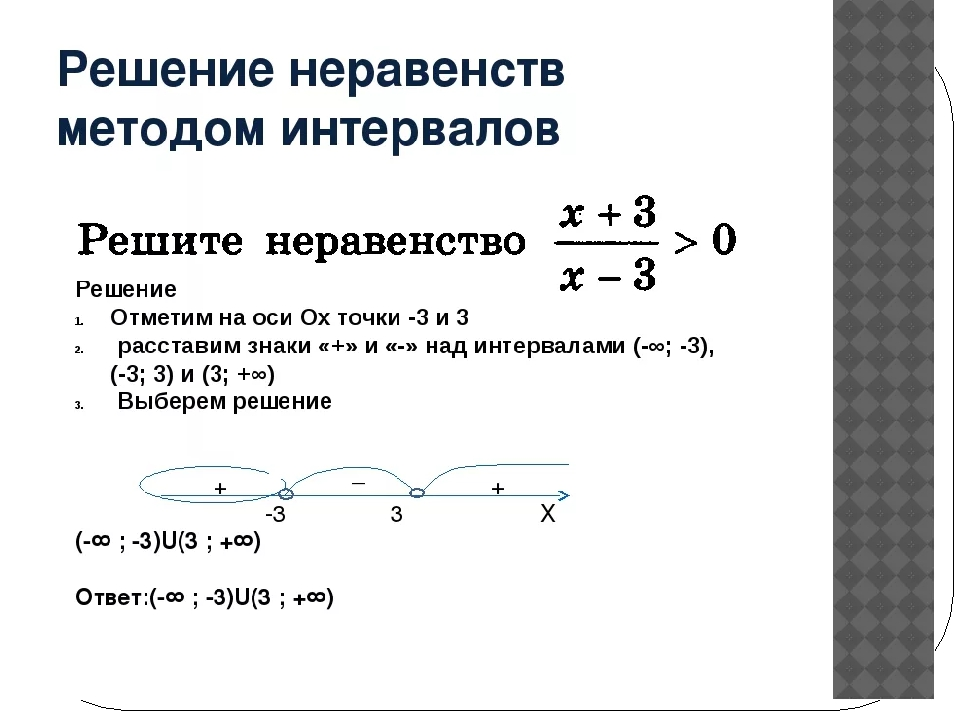 Решение неравенств
методом интервалов
Решите неравенство x + 3 / x − 3 > 0
Решение
1. Отметим на оси Ох точки -3 и 3
2. расставим знаки «+» и «-» над интервалами (-∞; -3),
(-3; 3) и (3; +∞)
3. Выберем решение
+ − +
-3 3 X
(-∞ ; -3)U(3 ; +∞)
Ответ:(-∞ ; -3)U(3 ; +∞)